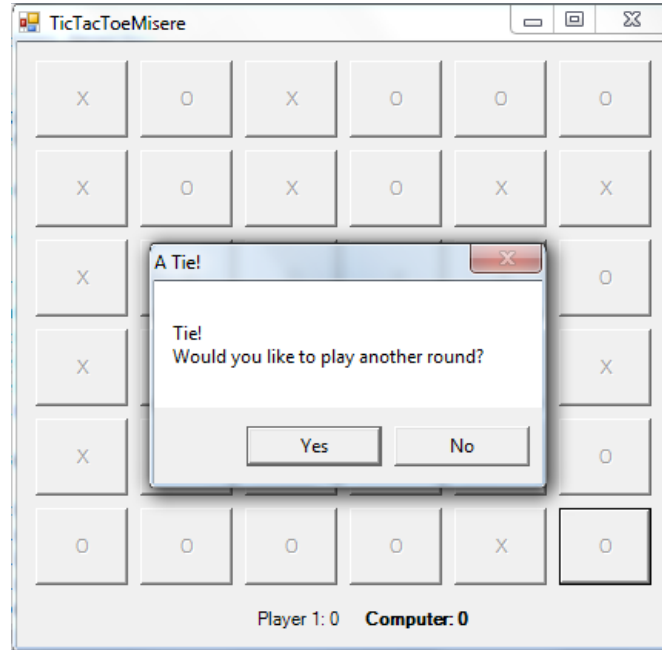 TicTacToeMisere
X O X O O O
X O X O X X
A Tie!
X O
Tie!
Would you like to play another round?
X X
Yes No
X O
O O O O X O
Player 1: 0 Computer: 0